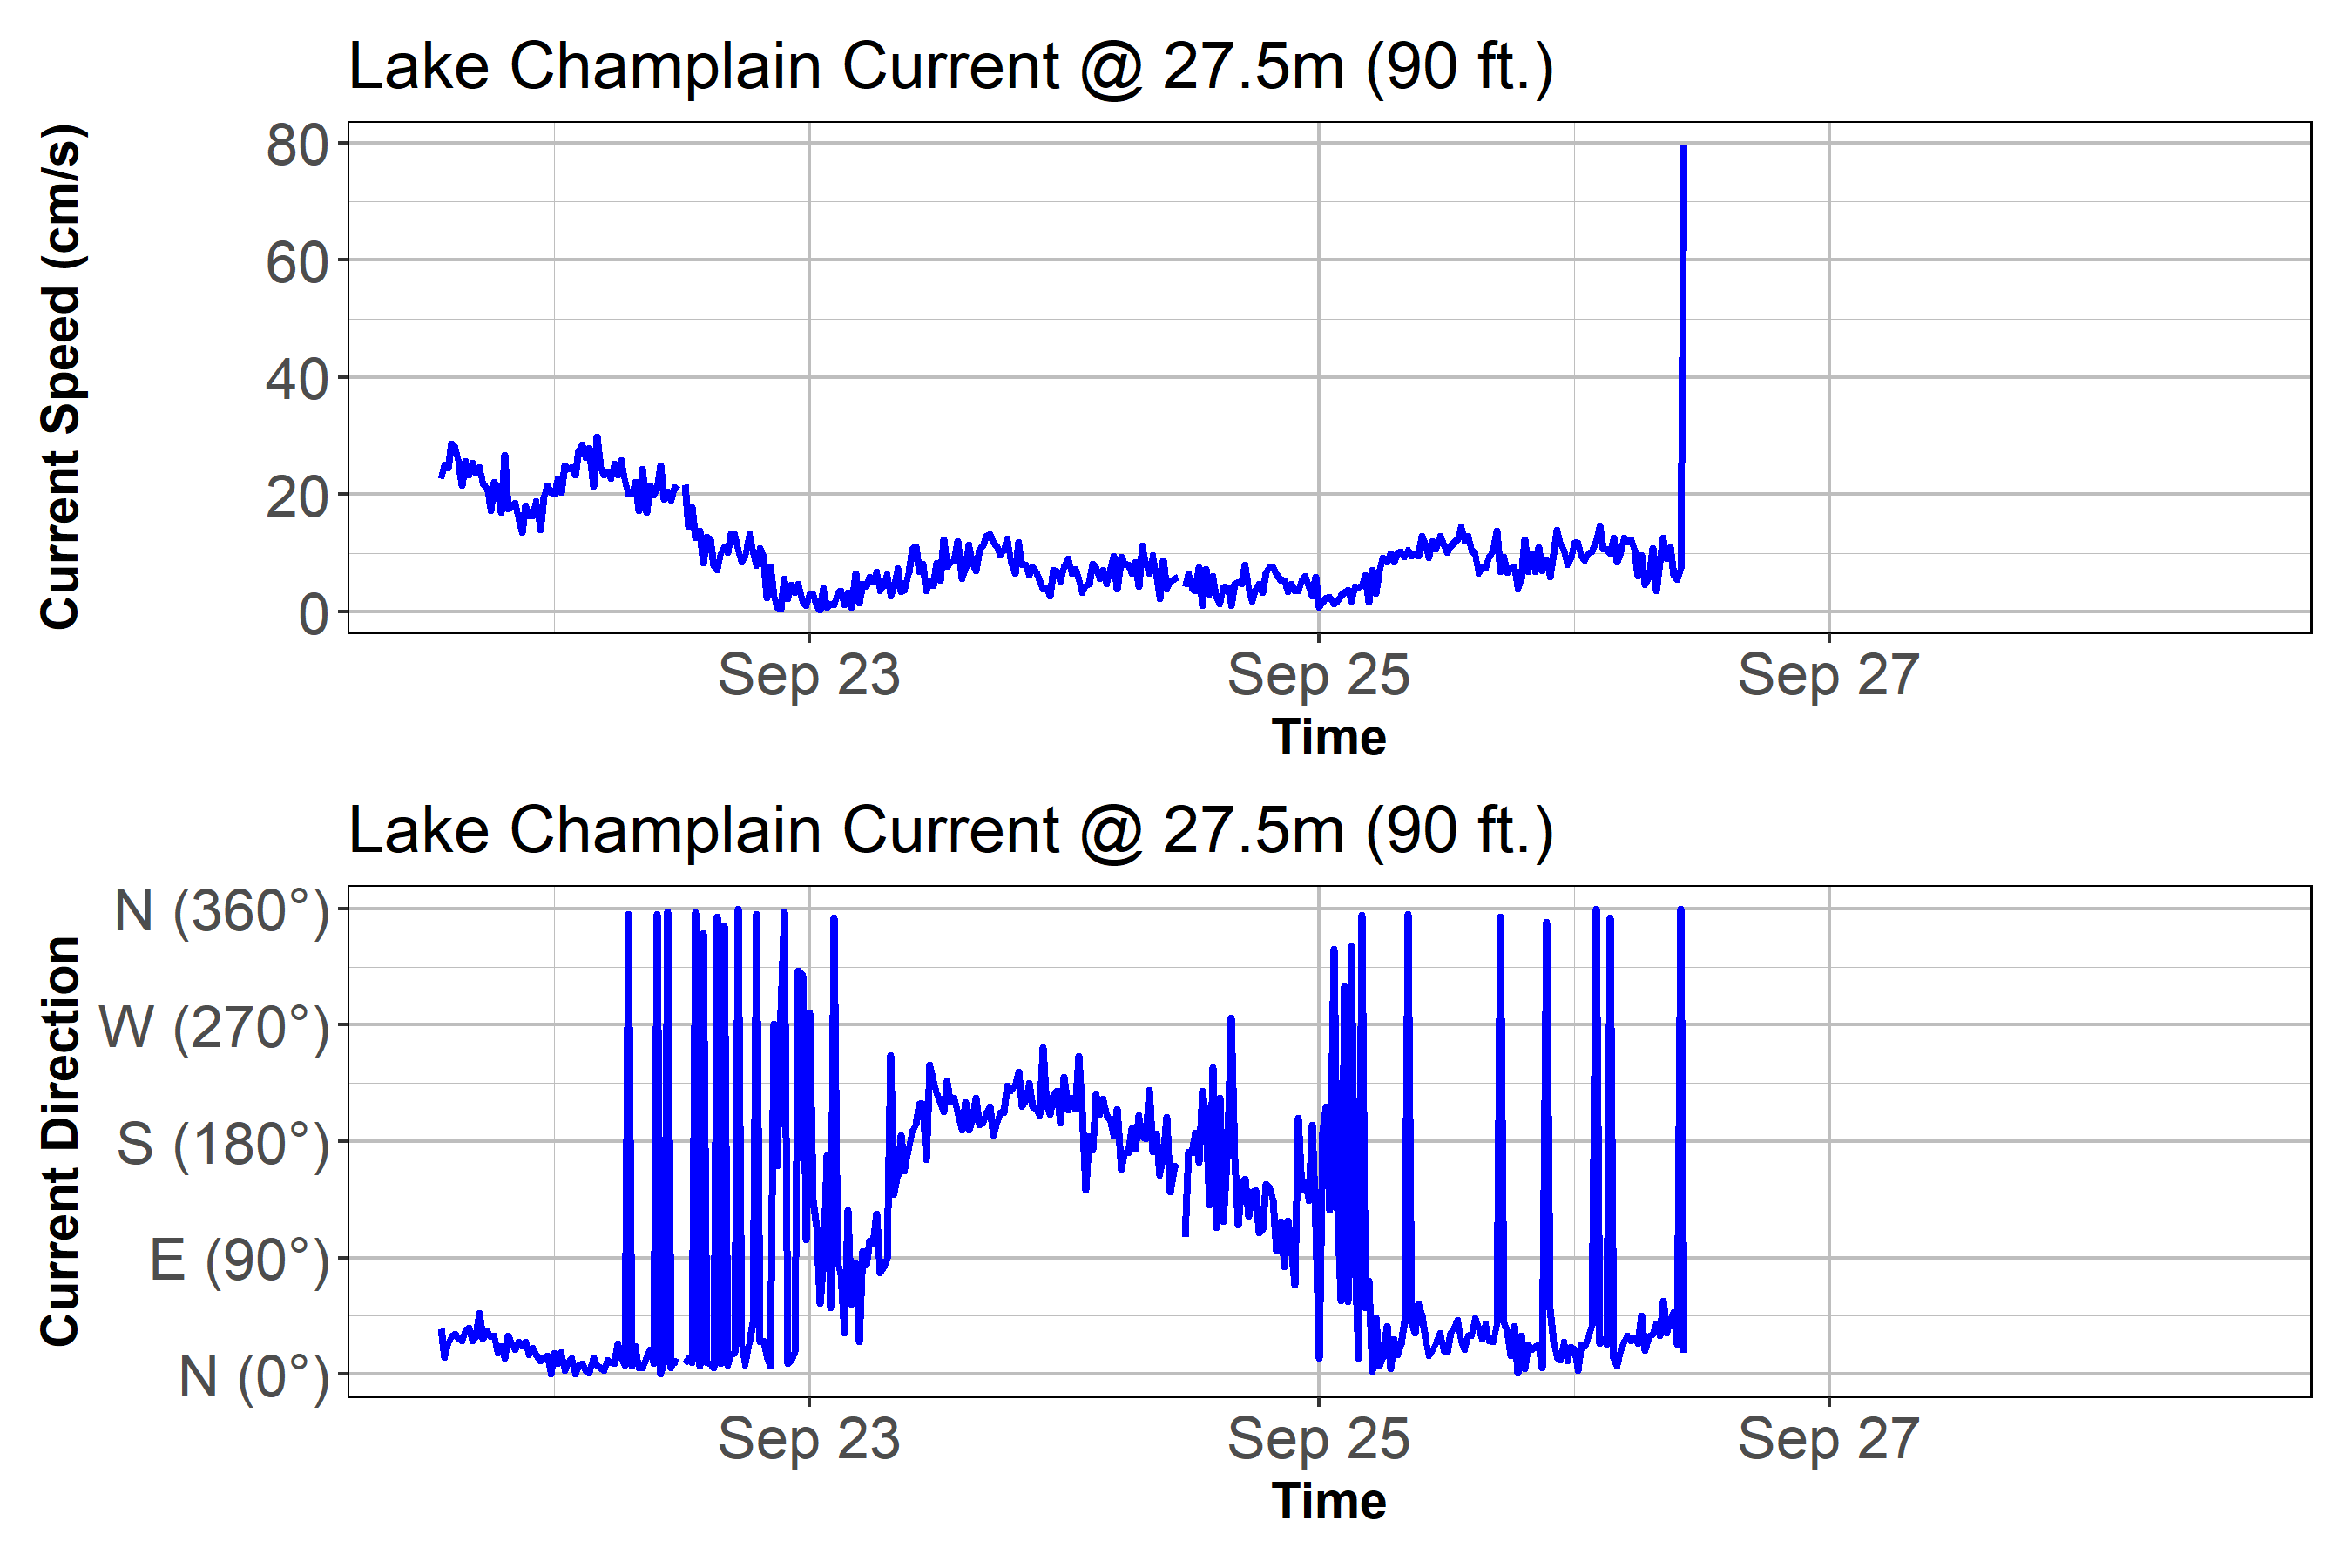 Lake Champlain Current @ 27.5m (90 ft.)
Current Speed (cm/s)
80
60
40
20
0
Sep 23
Sep 25
Sep 27
Time
Lake Champlain Current @ 27.5m (90 ft.)
Current Direction
N (360°)
W (270°)
S (180°)
E (90°)
N (0°)
Sep 23
Sep 25
Sep 27
Time